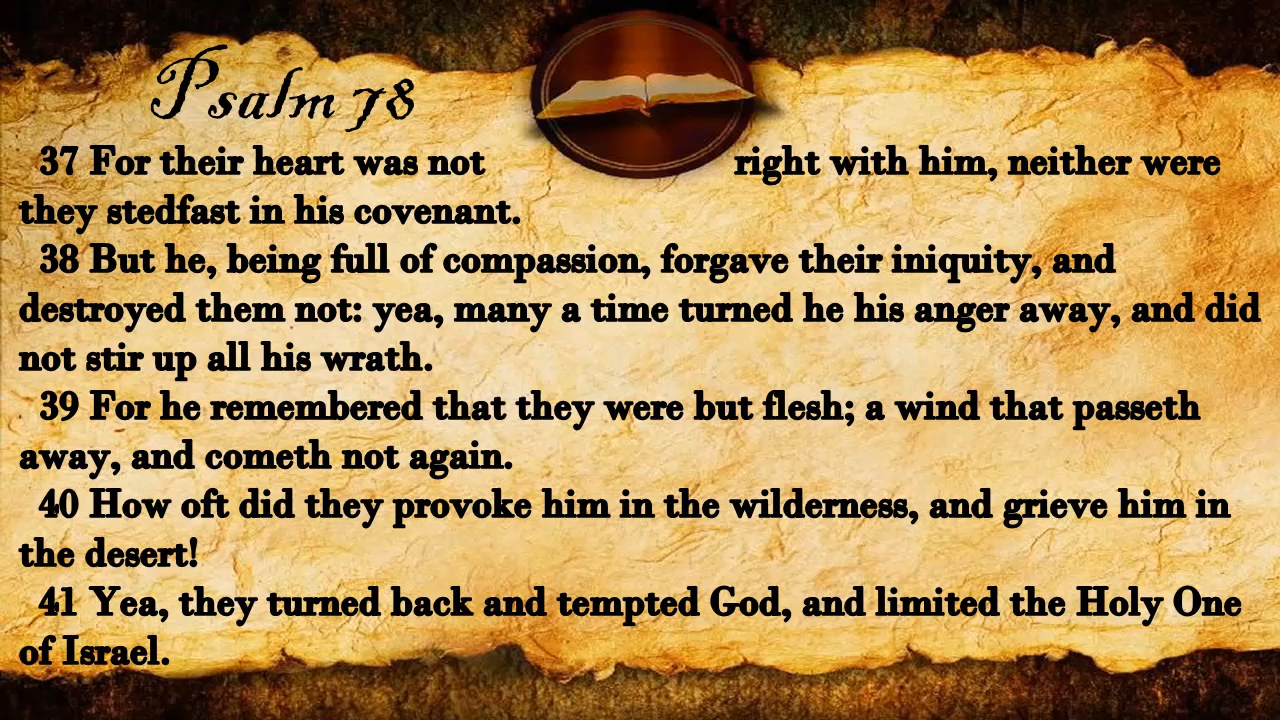 Psalm 78
37 For their heart was not right with him, neither were
they stedfast in his covenant.
38 But he, being full of compassion, forgave their iniquity, and
destroyed them not: yea, many a time turned he his anger away, and did
not stir up all his wrath.
39 For he remembered that they were but flesh; a wind that passeth
away, and cometh not again.
40 How oft did they provoke him in the wilderness, and grieve him in
the desert!
41 Yea, they turned back and tempted God, and limited the Holy One
of Israel.